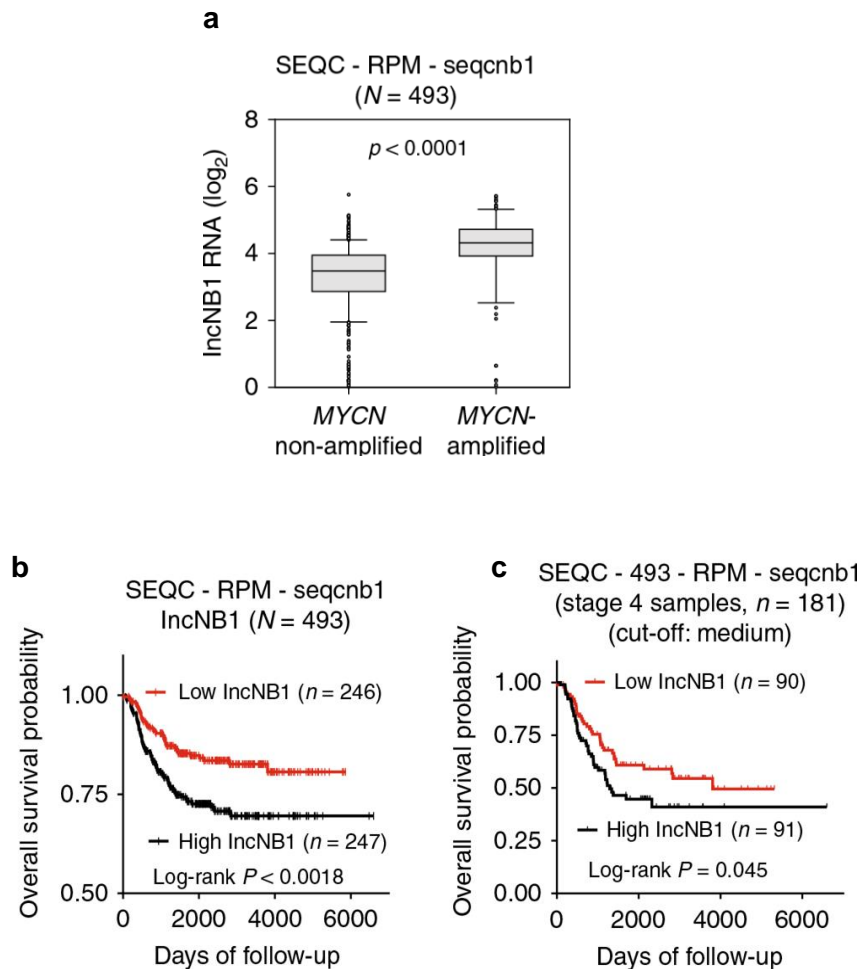 a
SEQC - RPM - seqcnb1
(N = 493)
p < 0.0001
lncNB1 RNA (log2)
8
6
4
2
0
MYCN
non-amplified
MYCN-
amplified
b
SEQC - RPM - seqcnb1
lncNB1 (N = 493)
Overall survival probability
1.00
0.75
0.50
Low lncNB1 (n = 246)
High lncNB1 (n = 247)
Log-rank P < 0.0018
0 2000 4000 6000
Days of follow-up
c
SEQC - 493 - RPM - seqcnb1
(stage 4 samples, n = 181)
(cut-off: medium)
Overall survival probability
1.00
0.75
0.50
0.25
0.00
Low lncNB1 (n = 90)
High lncNB1 (n = 91)
Log-rank P = 0.045
0 2000 4000 6000
Days of follow-up